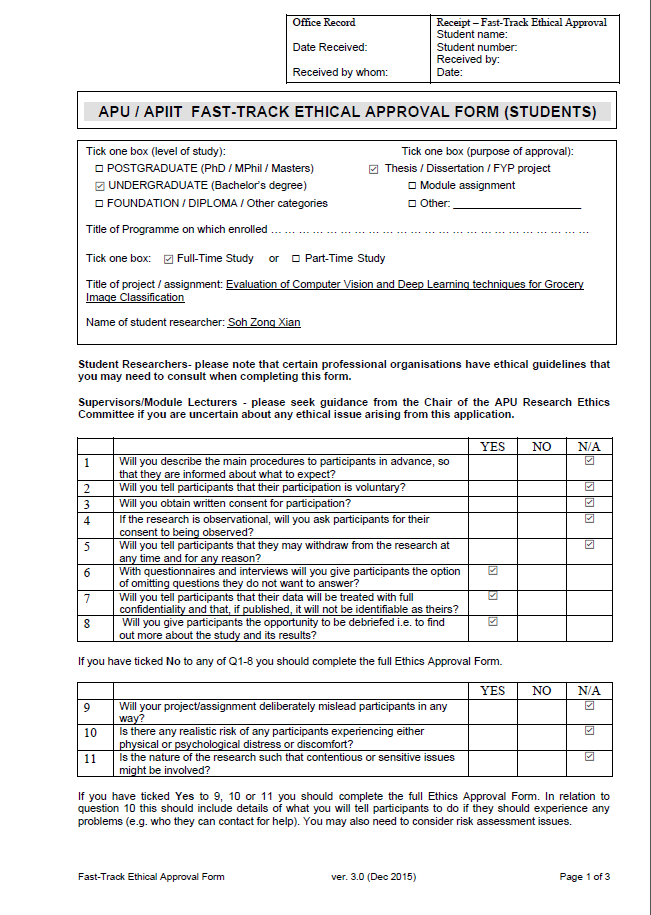 Office Record
Date Received:
Received by whom:
Receipt – Fast-Track Ethical Approval
Student name:
Student number:
Received by:
Date:
APU / APIIT FAST-TRACK ETHICAL APPROVAL FORM (STUDENTS)
Tick one box (level of study):
☐ POSTGRADUATE (PhD / MPhil / Masters)
☑ UNDERGRADUATE (Bachelor's degree)
☐ FOUNDATION / DIPLOMA / Other categories
Tick one box (purpose of approval):
☑ Thesis / Dissertation / FYP project
☐ Module assignment
☐ Other: ______________________
Title of Programme on which enrolled … … … … … … … … … … … … … … … … … … … … … … …
Tick one box: ☑ Full-Time Study or ☐ Part-Time Study
Title of project / assignment: Evaluation of Computer Vision and Deep Learning techniques for Grocery
Image Classification
Name of student researcher: Soh Zong Xian
Student Researchers- please note that certain professional organisations have ethical guidelines that
you may need to consult when completing this form.
Supervisors/Module Lecturers - please seek guidance from the Chair of the APU Research Ethics
Committee if you are uncertain about any ethical issue arising from this application.
YES NO N/A
1 Will you describe the main procedures to participants in advance, so ☑
that they are informed about what to expect?
2 Will you tell participants that their participation is voluntary? ☑
3 Will you obtain written consent for participation? ☑
4 If the research is observational, will you ask participants for their ☑
consent to being observed?
5 Will you tell participants that they may withdraw from the research at ☑
any time and for any reason?
6 With questionnaires and interviews will you give participants the option ☑
of omitting questions they do not want to answer?
7 Will you tell participants that their data will be treated with full ☑
confidentiality and that, if published, it will not be identifiable as theirs?
8 Will you give participants the opportunity to be debriefed i.e. to find ☑
out more about the study and its results?
If you have ticked No to any of Q1-8 you should complete the full Ethics Approval Form.
YES NO N/A
9 Will your project/assignment deliberately mislead participants in any ☑
way?
10 Is there any realistic risk of any participants experiencing either ☑
physical or psychological distress or discomfort?
11 Is the nature of the research such that contentious or sensitive issues ☑
might be involved?
If you have ticked Yes to 9, 10 or 11 you should complete the full Ethics Approval Form. In relation to
question 10 this should include details of what you will tell participants to do if they should experience any
problems (e.g. who they can contact for help). You may also need to consider risk assessment issues.
Fast-Track Ethical Approval Form ver. 3.0 (Dec 2015) Page 1 of 3